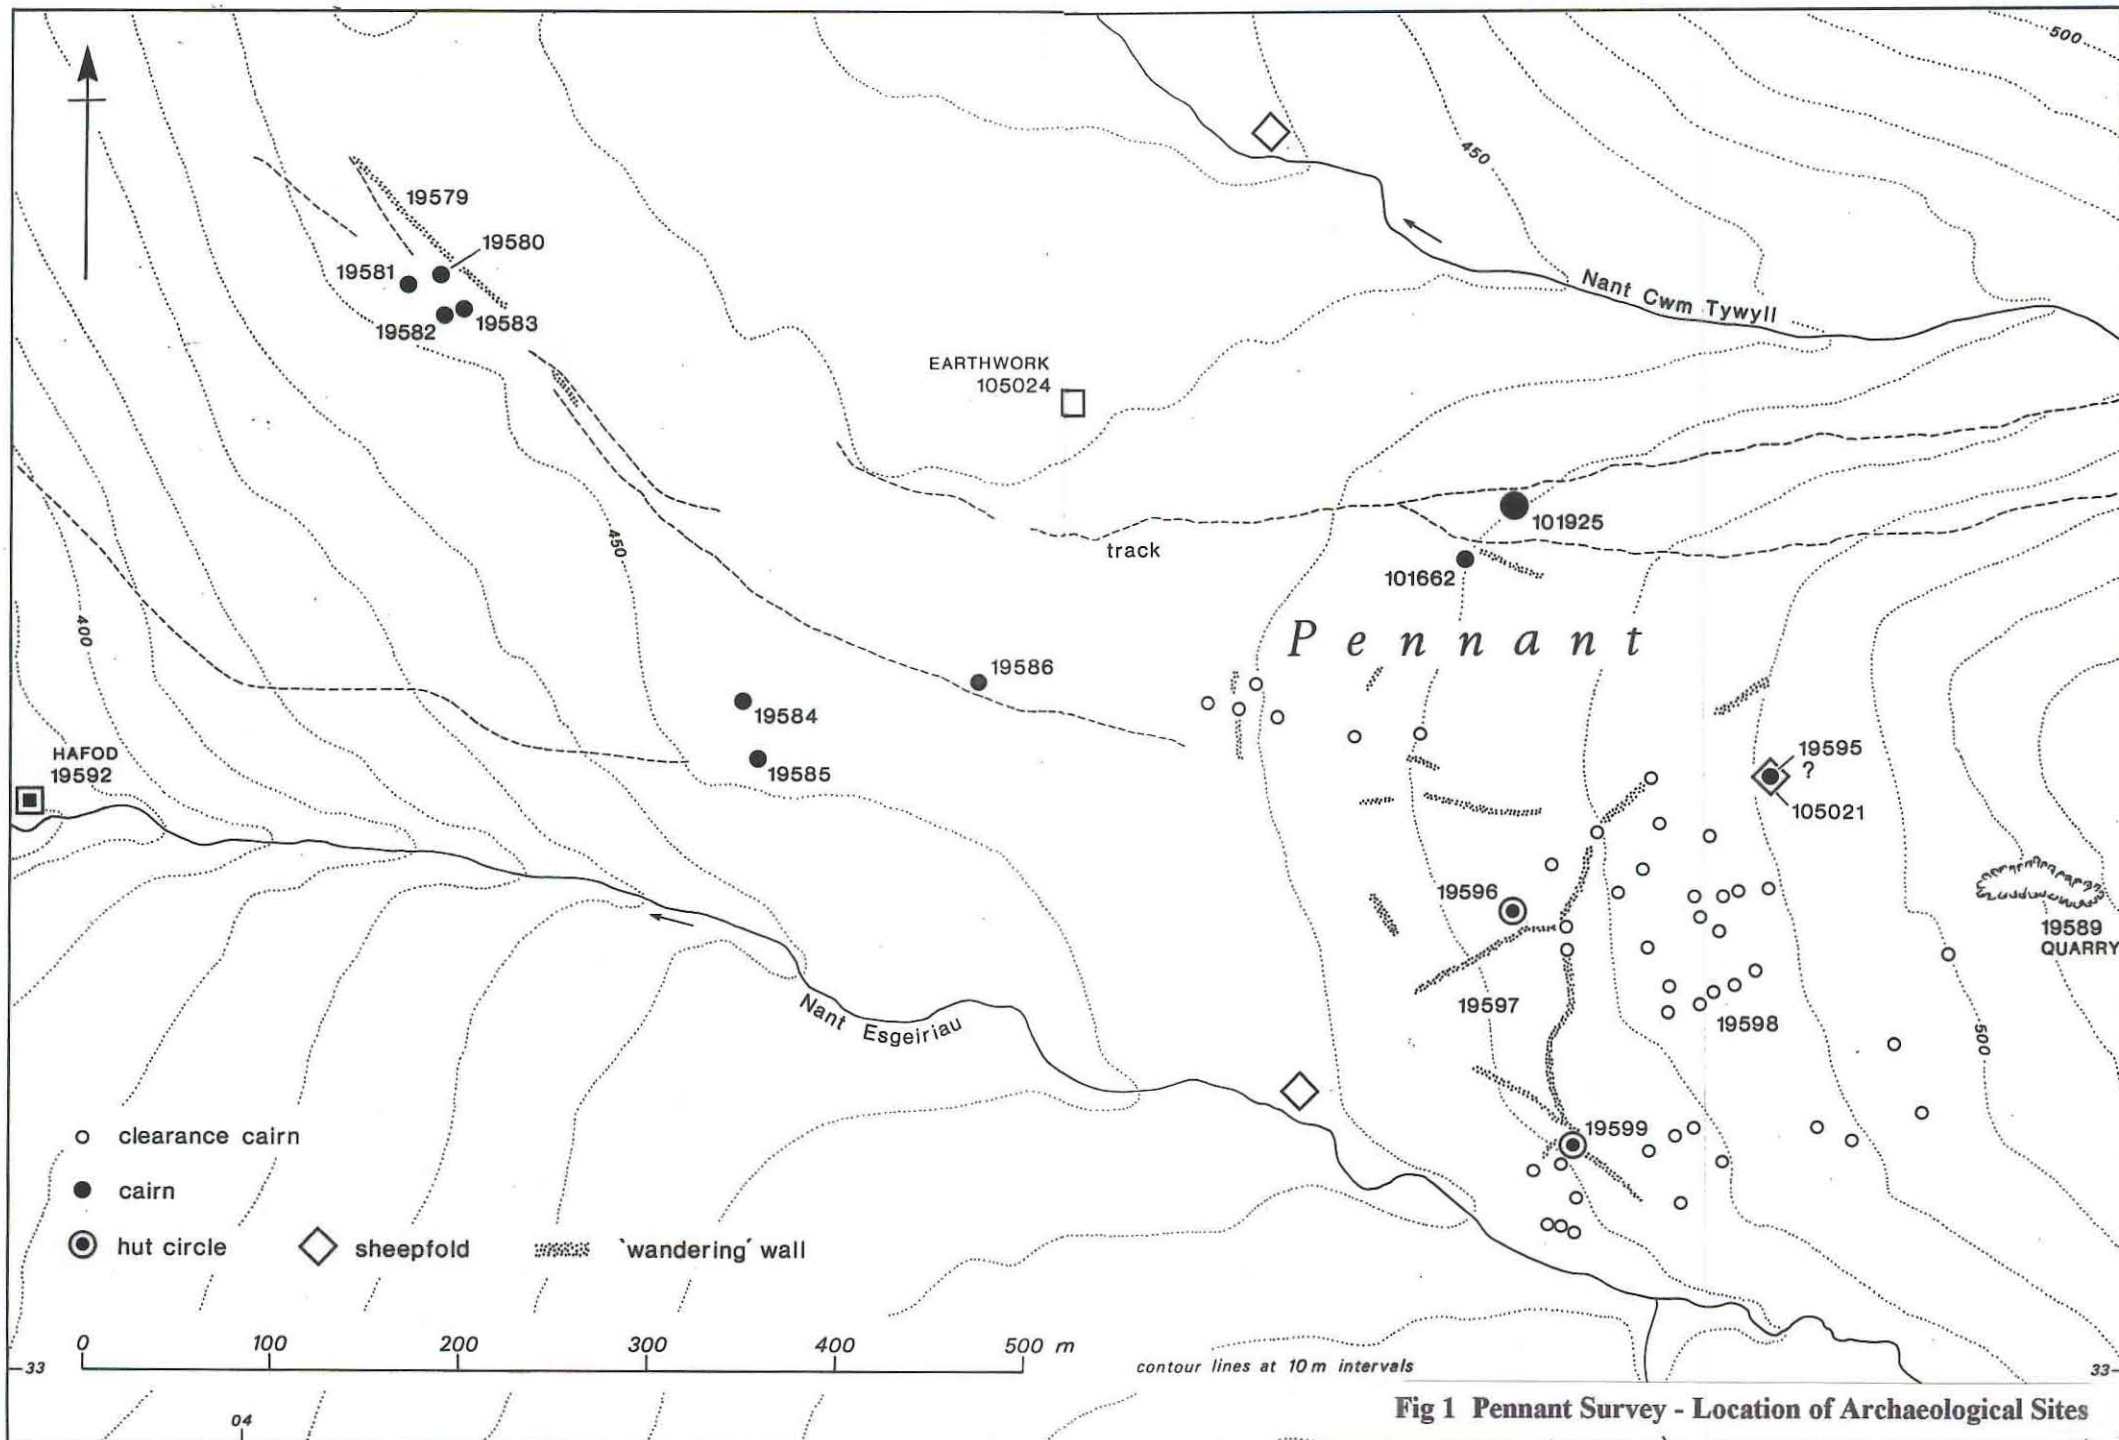 500
450
19579
19580
19581
19582
19583
Nant Cwm Tywyll
EARTHWORK
105024
101925
track
101662
450
Pennant
400
19586
19584
19585
HAFOD
19592
19595
?
105021
19596
19589
QUARRY
19597
19598
Nant Esgeiriau
500
19599
clearance cairn
cairn
hut circle
sheepfold
'wandering' wall
0 100 200 300 400 500 m
33
contour lines at 10 m intervals
33
Fig 1 Pennant Survey - Location of Archaeological Sites
04